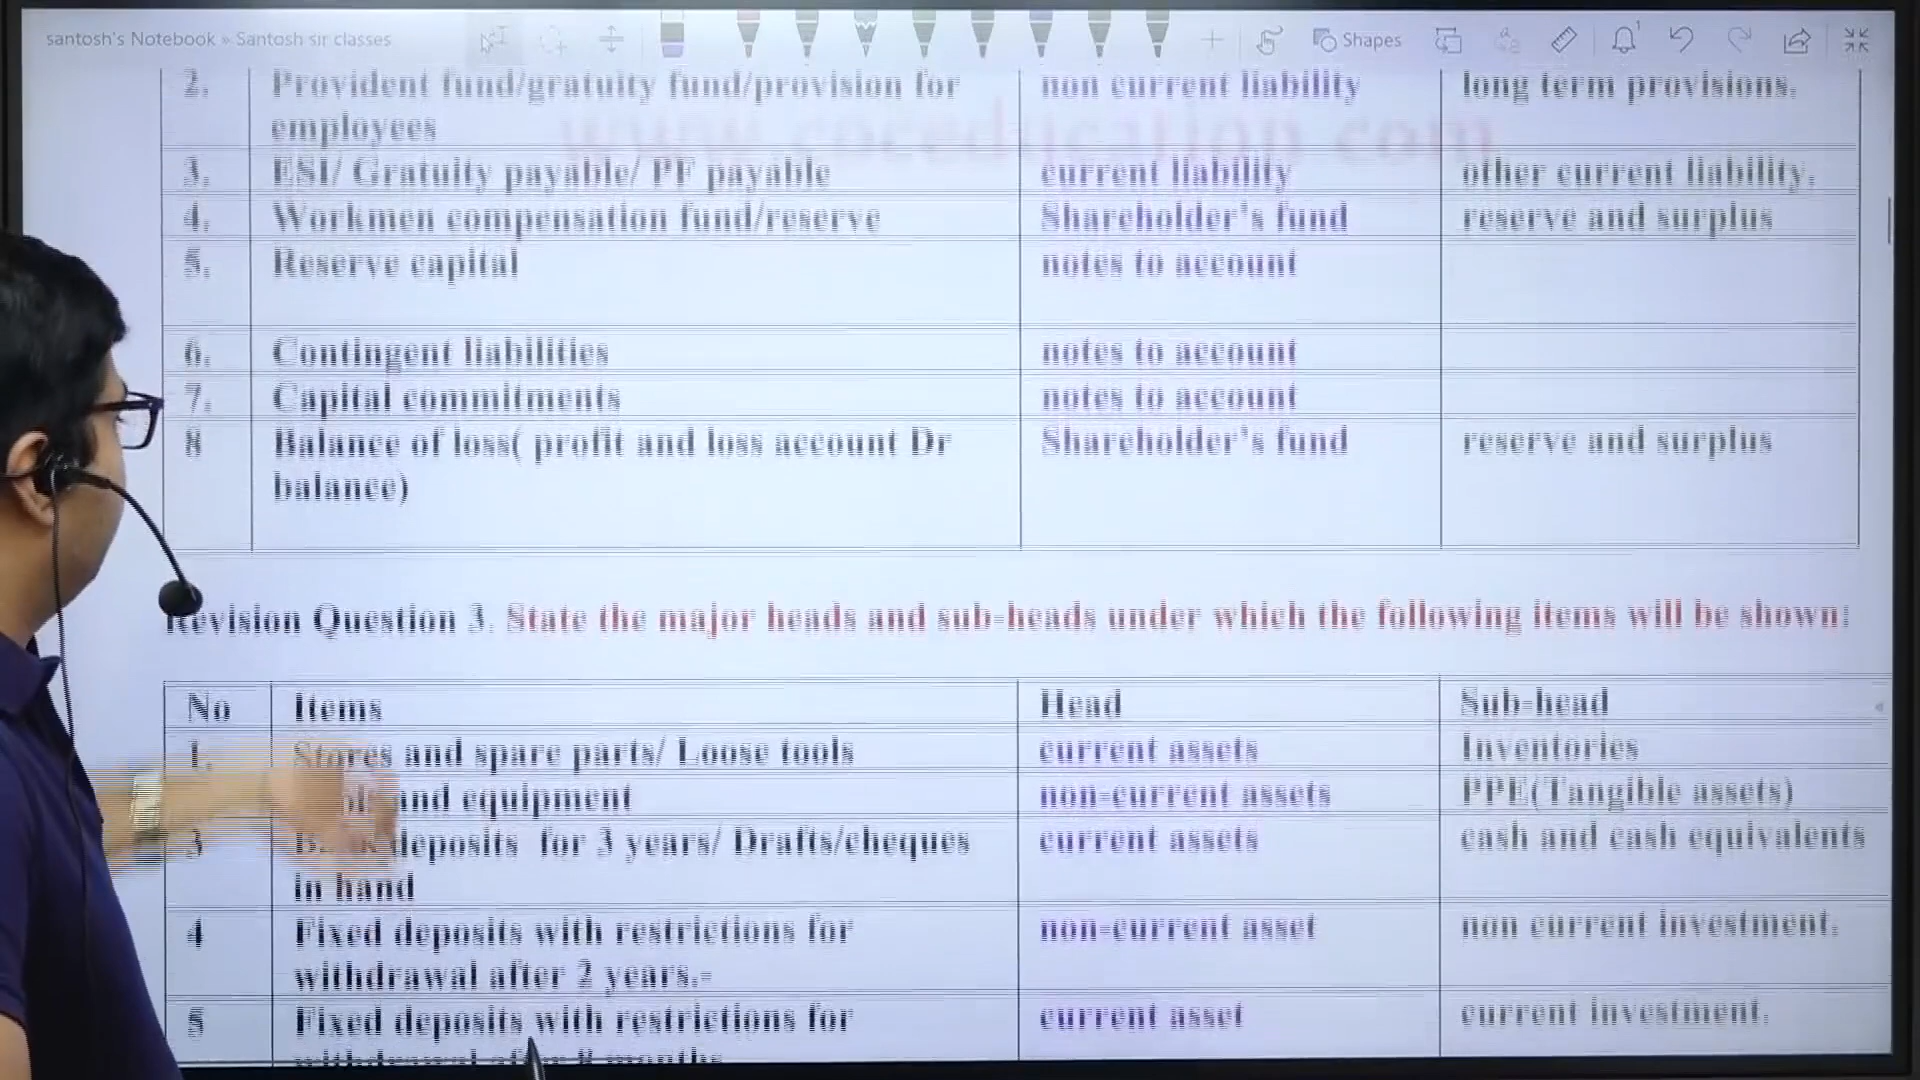 santosh's Notebook » Santosh sir classes
Shapes
2. Provident fund/gratuity fund/provision for non current liability long term provisions.
employees
3. ESI/ Gratuity payable/ PF payable current liability other current liability.
4. Workmen compensation fund/reserve Shareholder's fund reserve and surplus
5. Reserve capital notes to account
6. Contingent liabilities notes to account
7. Capital commitments notes to account
8 Balance of loss( profit and loss account Dr Shareholder's fund reserve and surplus
balance)
Revision Question 3. State the major heads and sub-heads under which the following items will be shown:
No Items Head Sub-head
1. Stores and spare parts/ Loose tools current assets Inventories
and equipment non-current assets PPE(Tangible assets)
3 deposits for 3 years/ Drafts/cheques current assets cash and cash equivalents
in hand
4 Fixed deposits with restrictions for non-current asset non current investment.
withdrawal after 2 years.-
5 Fixed deposits with restrictions for current asset current investment.